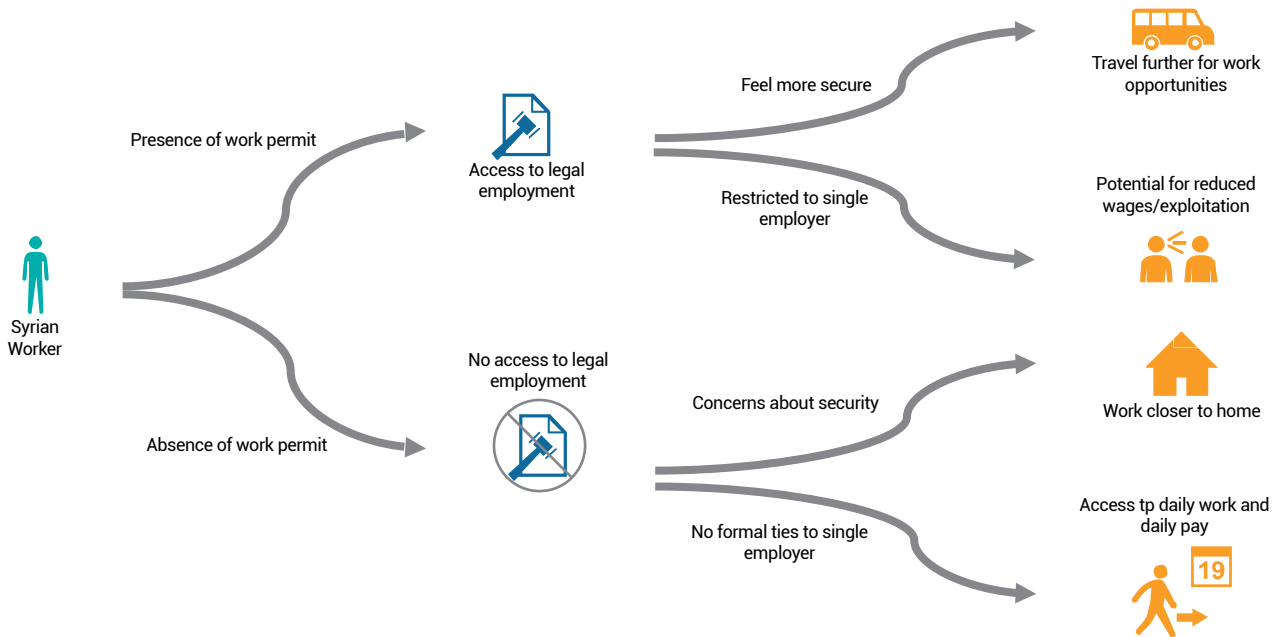 Syrian
Worker
Presence of work permit
Absence of work permit
Access to legal
employment
No access to legal
employment
Feel more secure
Restricted to single
employer
Concerns about security
No formal ties to single
employer
Travel further for work
opportunities
Potential for reduced
wages/exploitation
Work closer to home
Access tp daily work and
daily pay
19